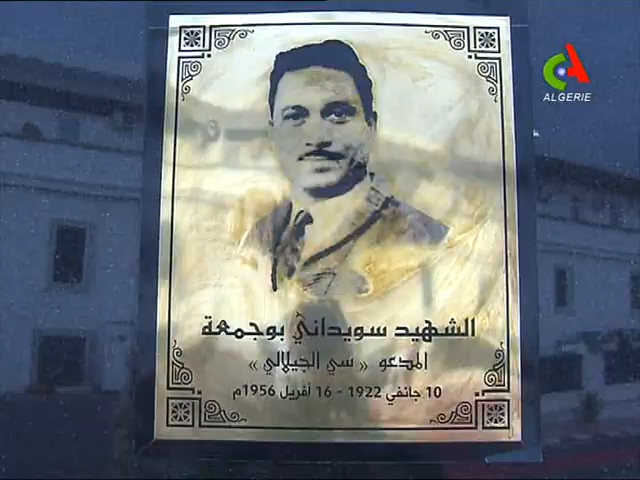 ALGERIE
الشهيد سويداني بوجمعة
المدعو « سي الجيلالي »
10 جانفي 1922 - 16 أفريل 1956م